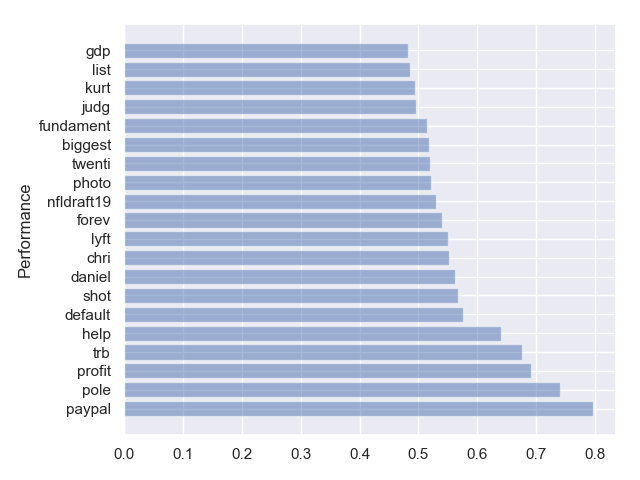 gdp
list
kurt
judg
fundament
biggest
twenti
photo
nfldraft19
forev
lyft
chri
daniel
shot
default
help
trb
profit
pole
paypal
Performance
0.0 0.1 0.2 0.3 0.4 0.5 0.6 0.7 0.8